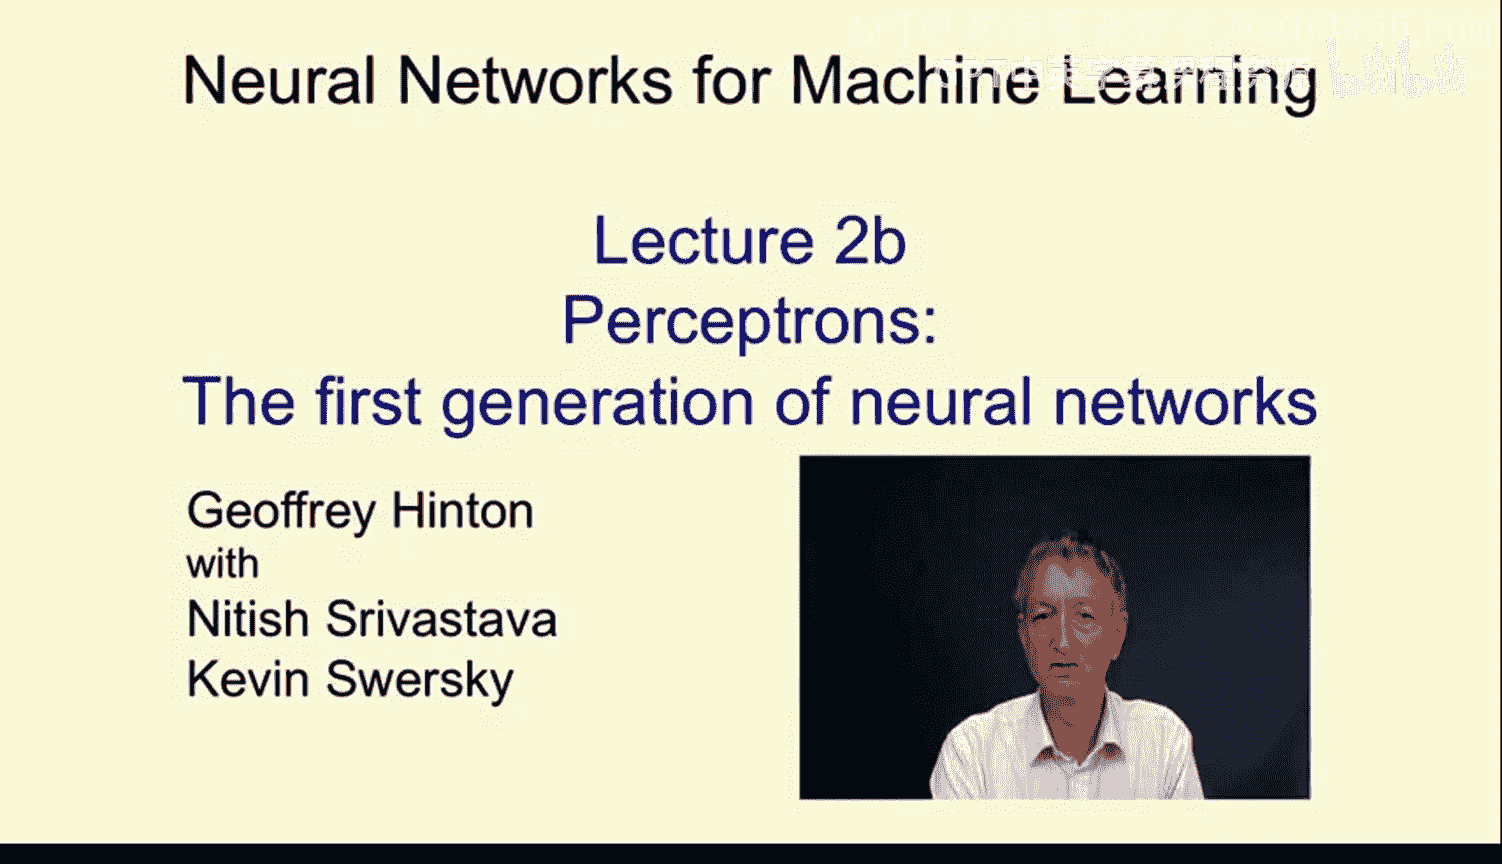 Neural Networks for Machine Learning
Lecture 2b
Perceptrons:
The first generation of neural networks
Geoffrey Hinton
with
Nitish Srivastava
Kevin Swersky